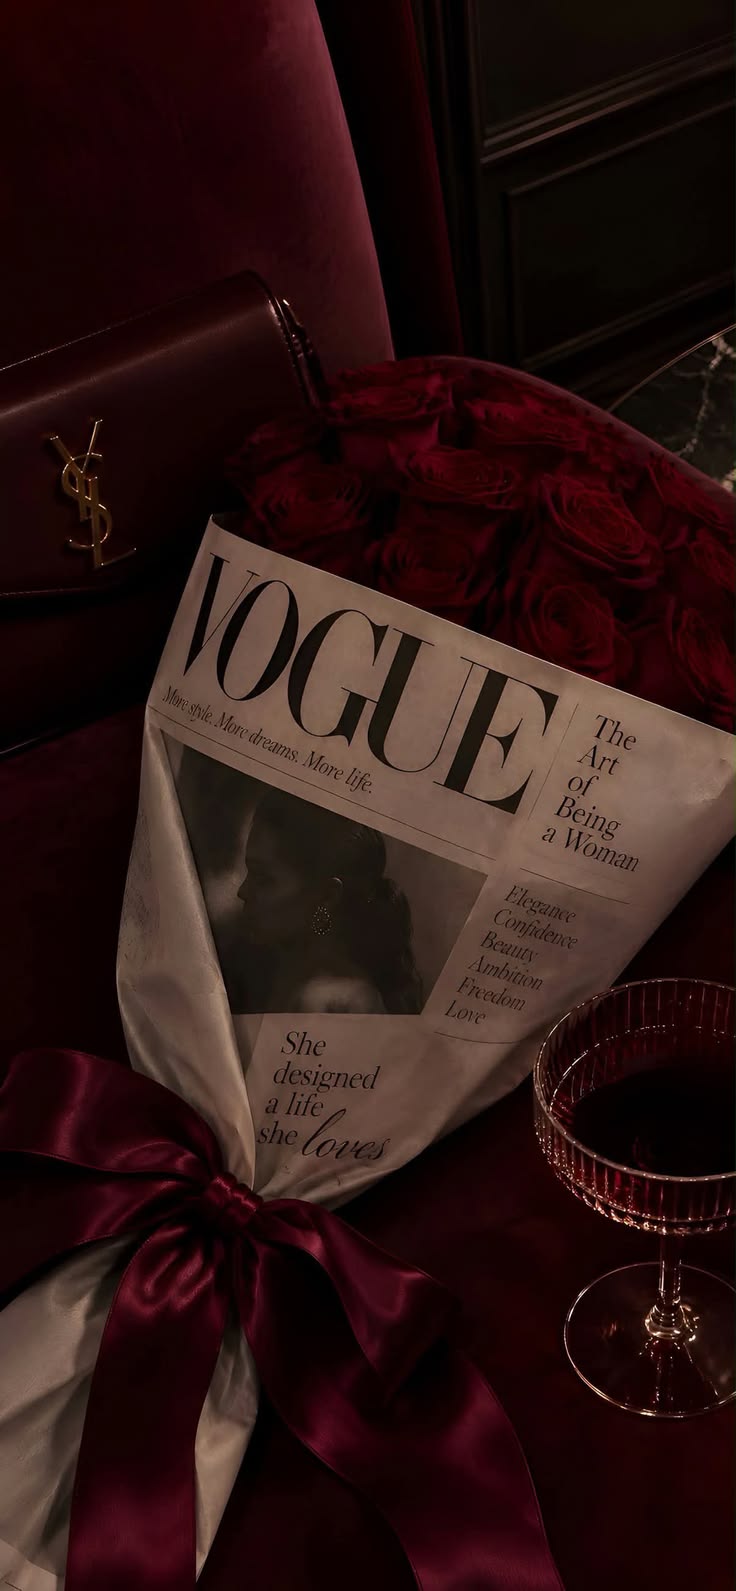 YSL
VOGUE
More style. More dreams. More life.
The
Art
of
Being
a Woman
Elegance
Confidence
Beauty
Ambition
Freedom
Love
She
designed
a life
she loves